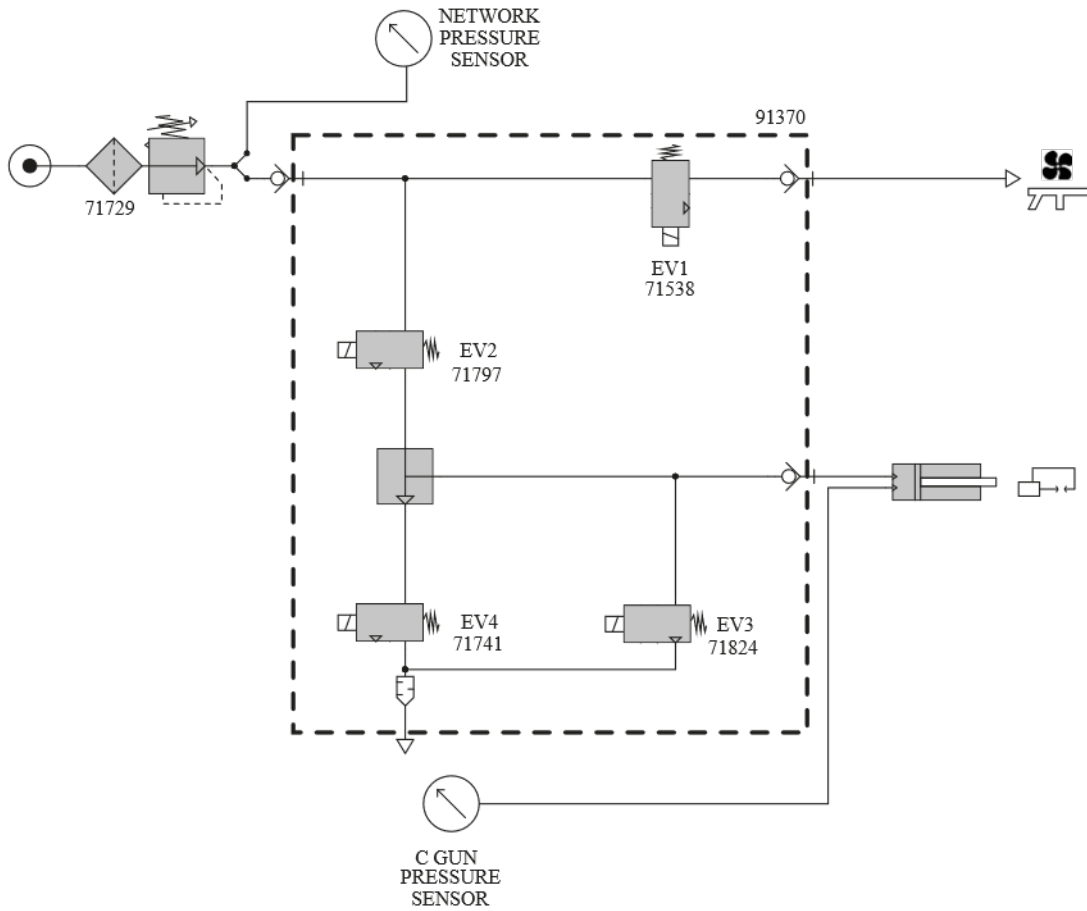 NETWORK
PRESSURE
SENSOR
91370
71729
EV1
71538
EV2
71797
EV4
71741
EV3
71824
C GUN
PRESSURE
SENSOR